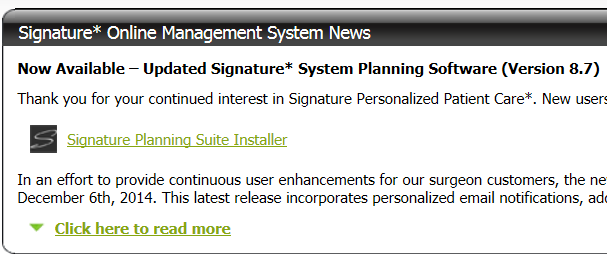 Signature* Online Management System News
Now Available – Updated Signature* System Planning Software (Version 8.7)
Thank you for your continued interest in Signature Personalized Patient Care*. New users
Signature Planning Suite Installer
In an effort to provide continuous user enhancements for our surgeon customers, the
December 6th, 2014. This latest release incorporates personalized email notifications,
Click here to read more